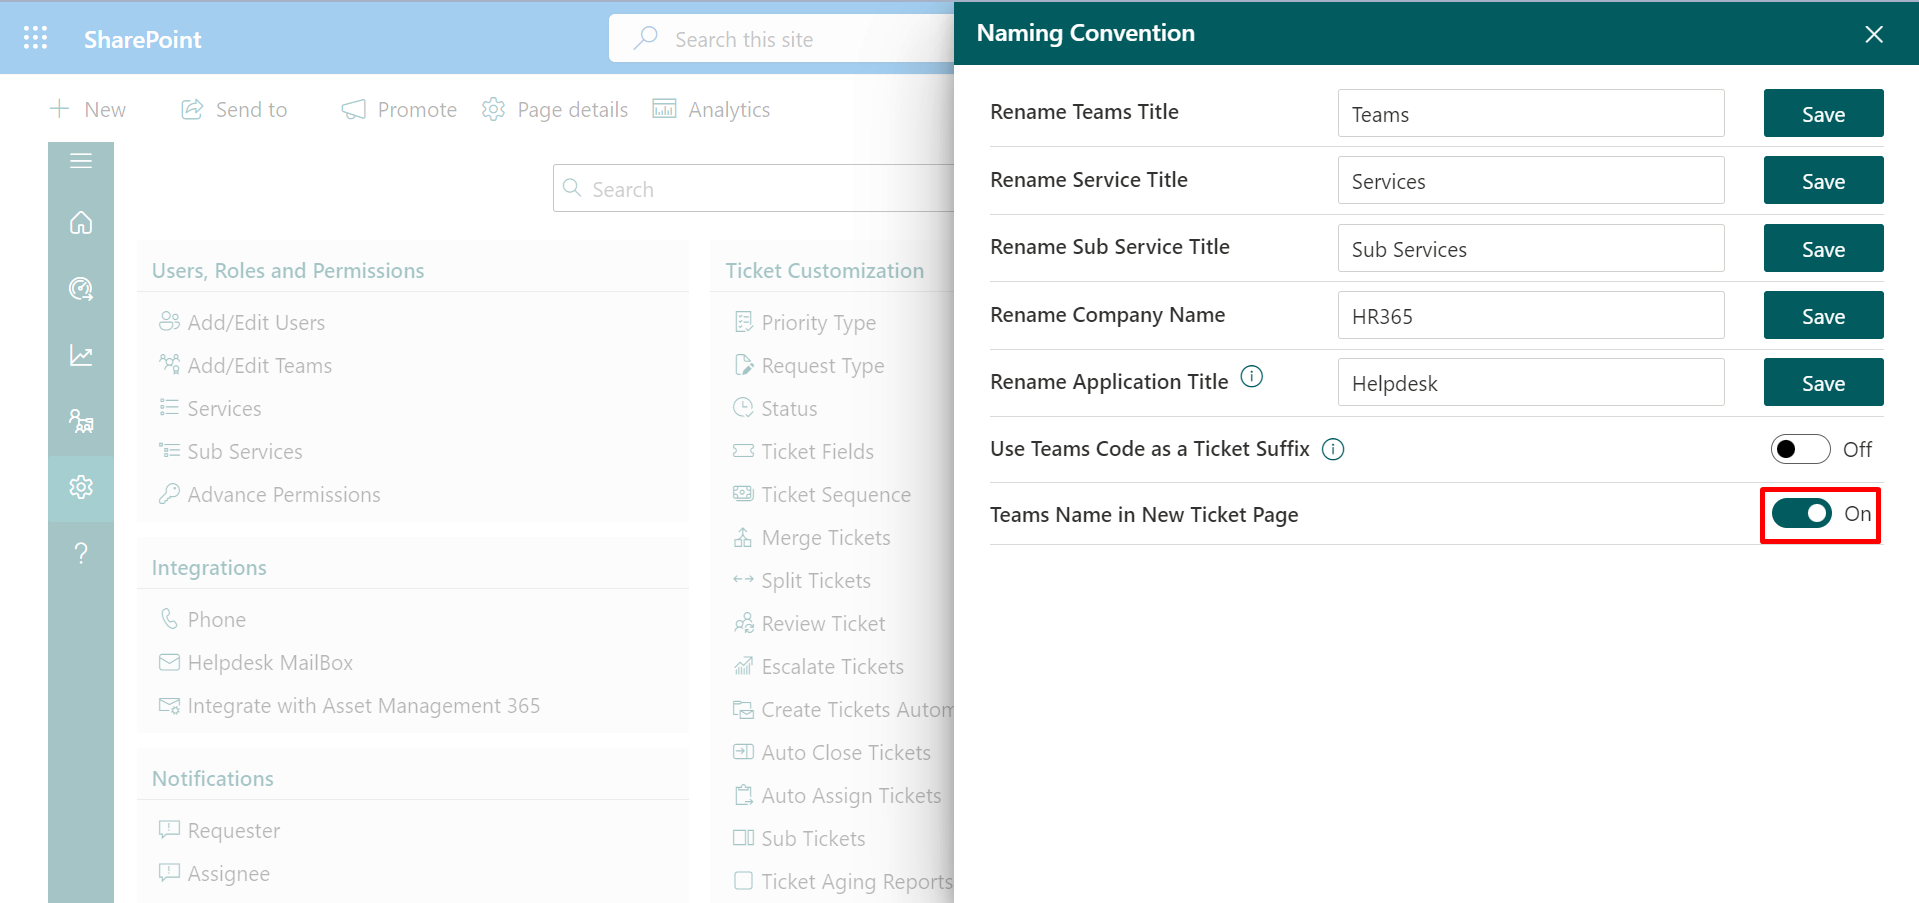 SharePoint
Search this site
New
Send to
Promote
Page details
Analytics
Search
Users, Roles and Permissions
Add/Edit Users
Add/Edit Teams
Services
Sub Services
Advance Permissions
Integrations
Phone
Helpdesk MailBox
Integrate with Asset Management 365
Notifications
Requester
Assignee
Ticket Customization
Priority Type
Request Type
Status
Ticket Fields
Ticket Sequence
Merge Tickets
Split Tickets
Review Ticket
Escalate Tickets
Create Tickets Autom
Auto Close Tickets
Auto Assign Tickets
Sub Tickets
Ticket Aging Reports
Naming Convention
Rename Teams Title Teams Save
Rename Service Title Services Save
Rename Sub Service Title Sub Services Save
Rename Company Name HR365 Save
Rename Application Title Helpdesk Save
Use Teams Code as a Ticket Suffix Off
Teams Name in New Ticket Page On